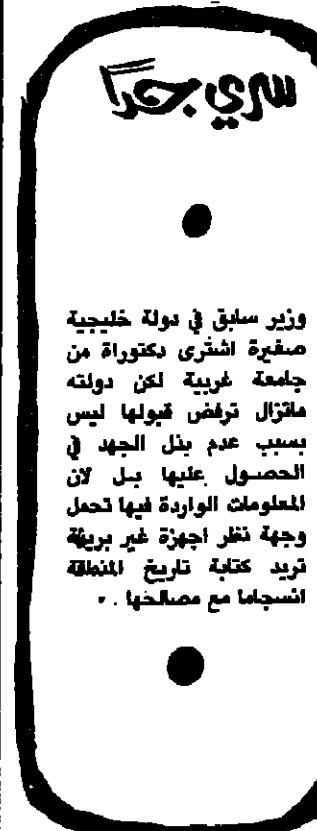 سري جداً
وزير سابق في دولة خليجية
صغيرة اشترى دكتوراة من
جامعة غربية لكن دولته
ماتزال ترفض قبولها ليس
بسبب عدم بذل الجهد في
الحصول عليها بل لان
المعلومات الواردة فيها تحمل
وجهة نظر اجهزة غير بريئة
تريد كتابة تاريخ المنطقة
انسجاما مع مصالحها .